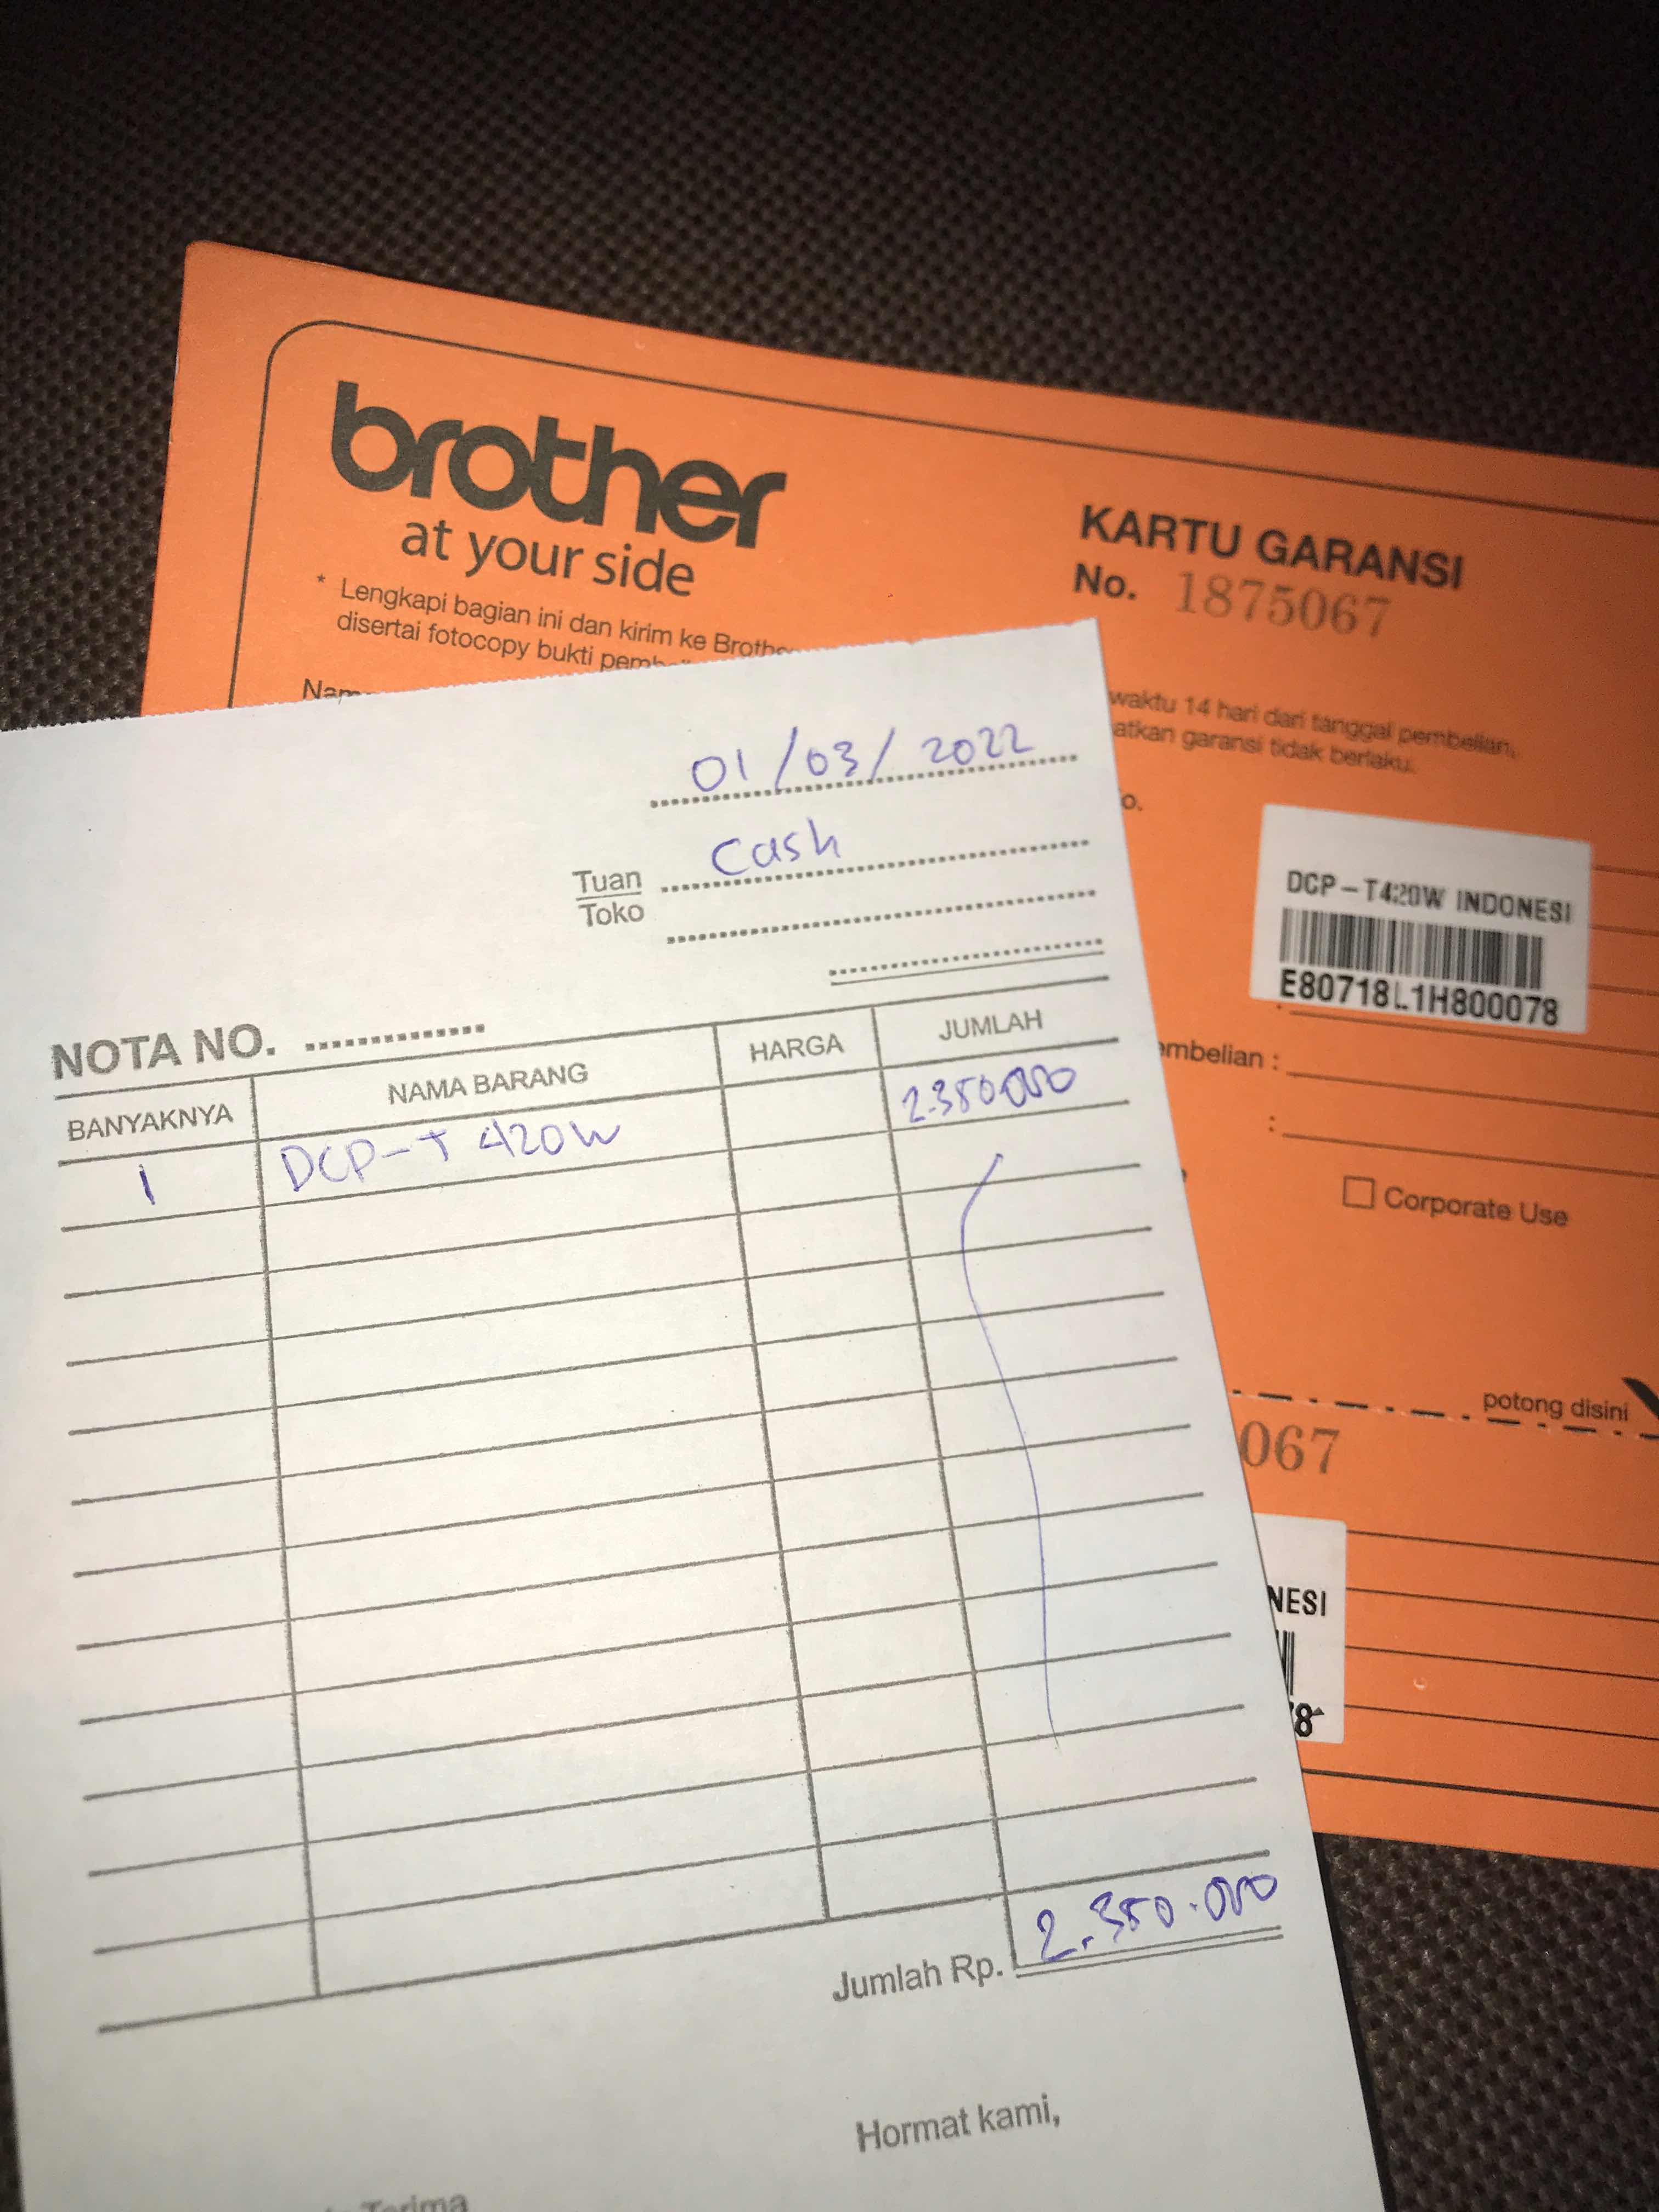 brother
at your side
* Lengkapi bagian ini dan kirim ke Brother
disertai fotocopy bukti
KARTU GARANSI
No. 1875067
waktu 14 hari dari tanggal pembelian,
garansi tidak berlaku.
DCP-T420W INDONESI
E80718L1H800078
embelian :
:
Corporate Use
potong disini
067
NESI
8
01/03/2022
Tuan Cash
Toko
NOTA NO.
BANYAKNYA NAMA BARANG HARGA JUMLAH
1 DCP-T420W 2.350.000
Jumlah Rp. 2.350.000
Hormat kami,
Terima